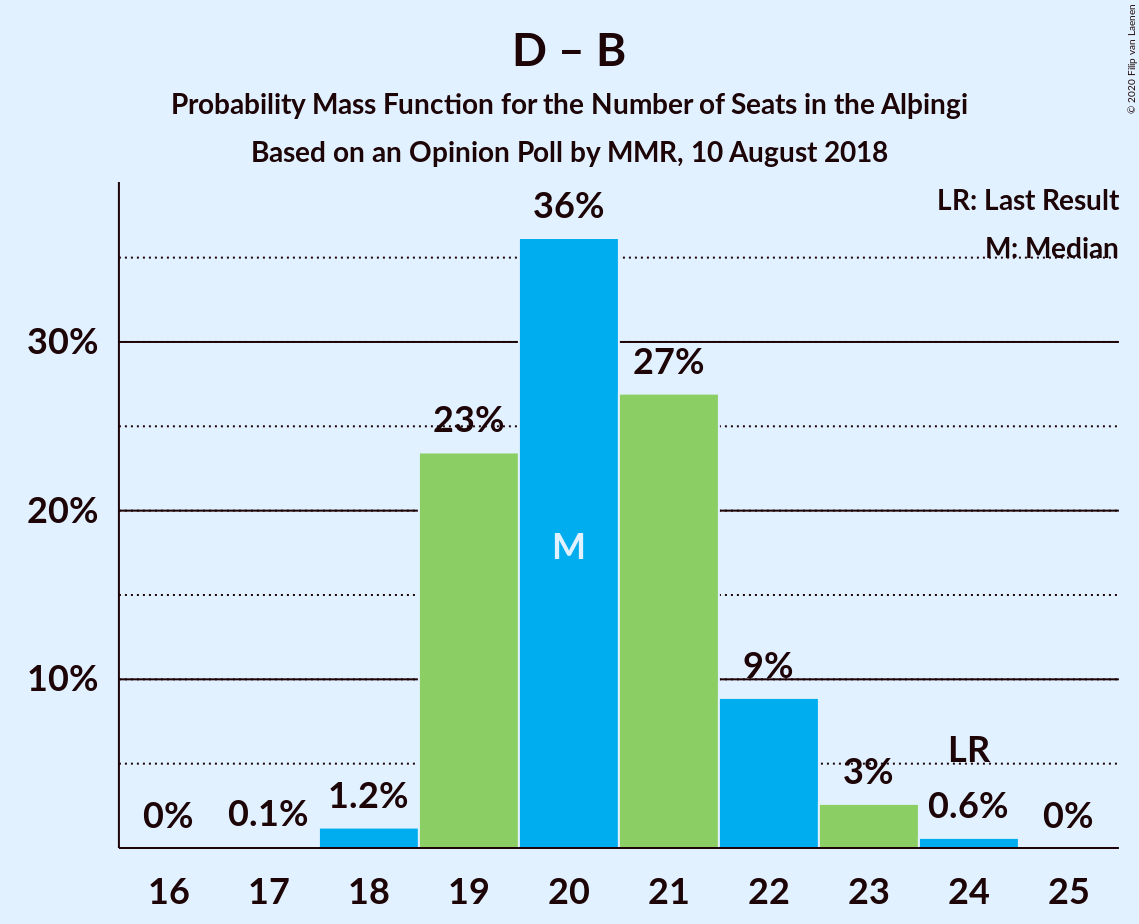 D – B
Probability Mass Function for the Number of Seats in the Alþingi
Based on an Opinion Poll by MMR, 10 August 2018
© 2020 Filip van Laenen
LR: Last Result
M: Median
30%
20%
10%
0%
0.1%
1.2%
23%
36%
27%
9%
3%
0.6%
0%
M
LR
16 17 18 19 20 21 22 23 24 25